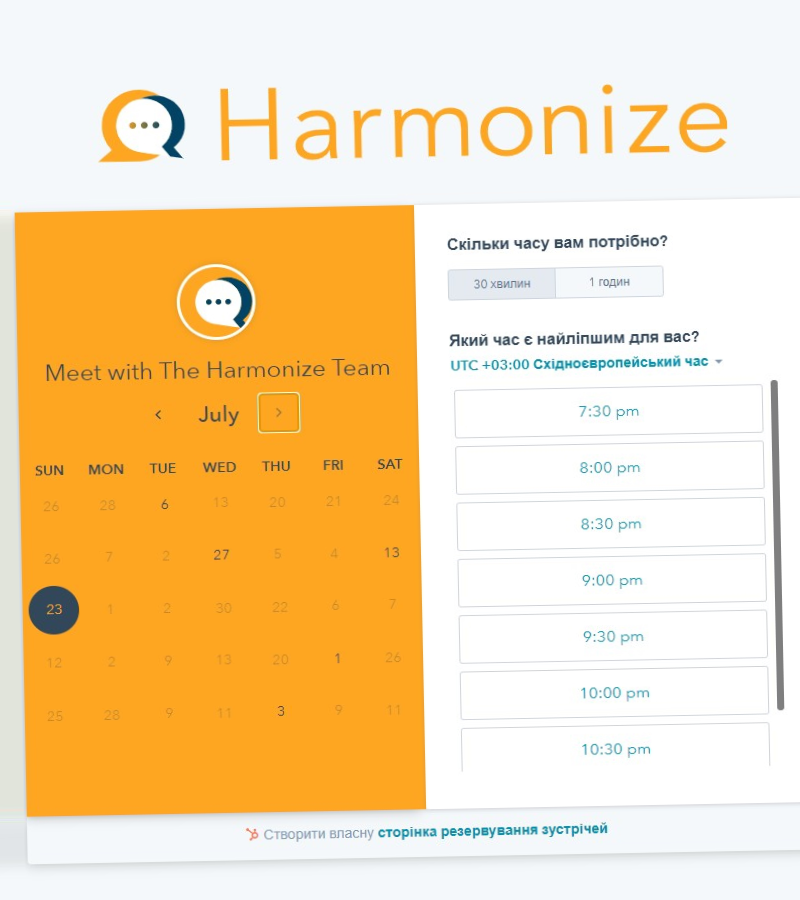 Harmonize
Meet with The Harmonize Team
July
SUN MON TUE WED THU FRI SAT
26 28 6 13 20 21 24
26 7 2 27 5 4 13
23 1 2 30 22 6 7
12 2 9 13 20 1 26
25 28 9 11 3 9 11
Скільки часу вам потрібно?
30 хвилин 1 годин
Який час є найліпшим для вас?
UTC +03:00 Східноєвропейський час
7:30 pm
8:00 pm
8:30 pm
9:00 pm
9:30 pm
10:00 pm
10:30 pm
Створити власну сторінка резервування зустрічей